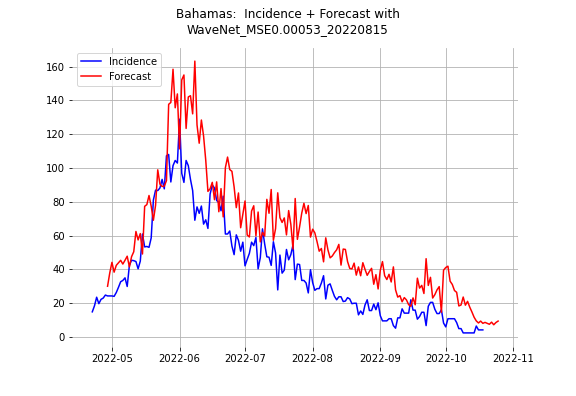 Bahamas:  Incidence + Forecast with
WaveNet_MSE0.00053_20220815
Incidence
Forecast
160
140
120
100
80
60
40
20
0
2022-05 2022-06 2022-07 2022-08 2022-09 2022-10 2022-11